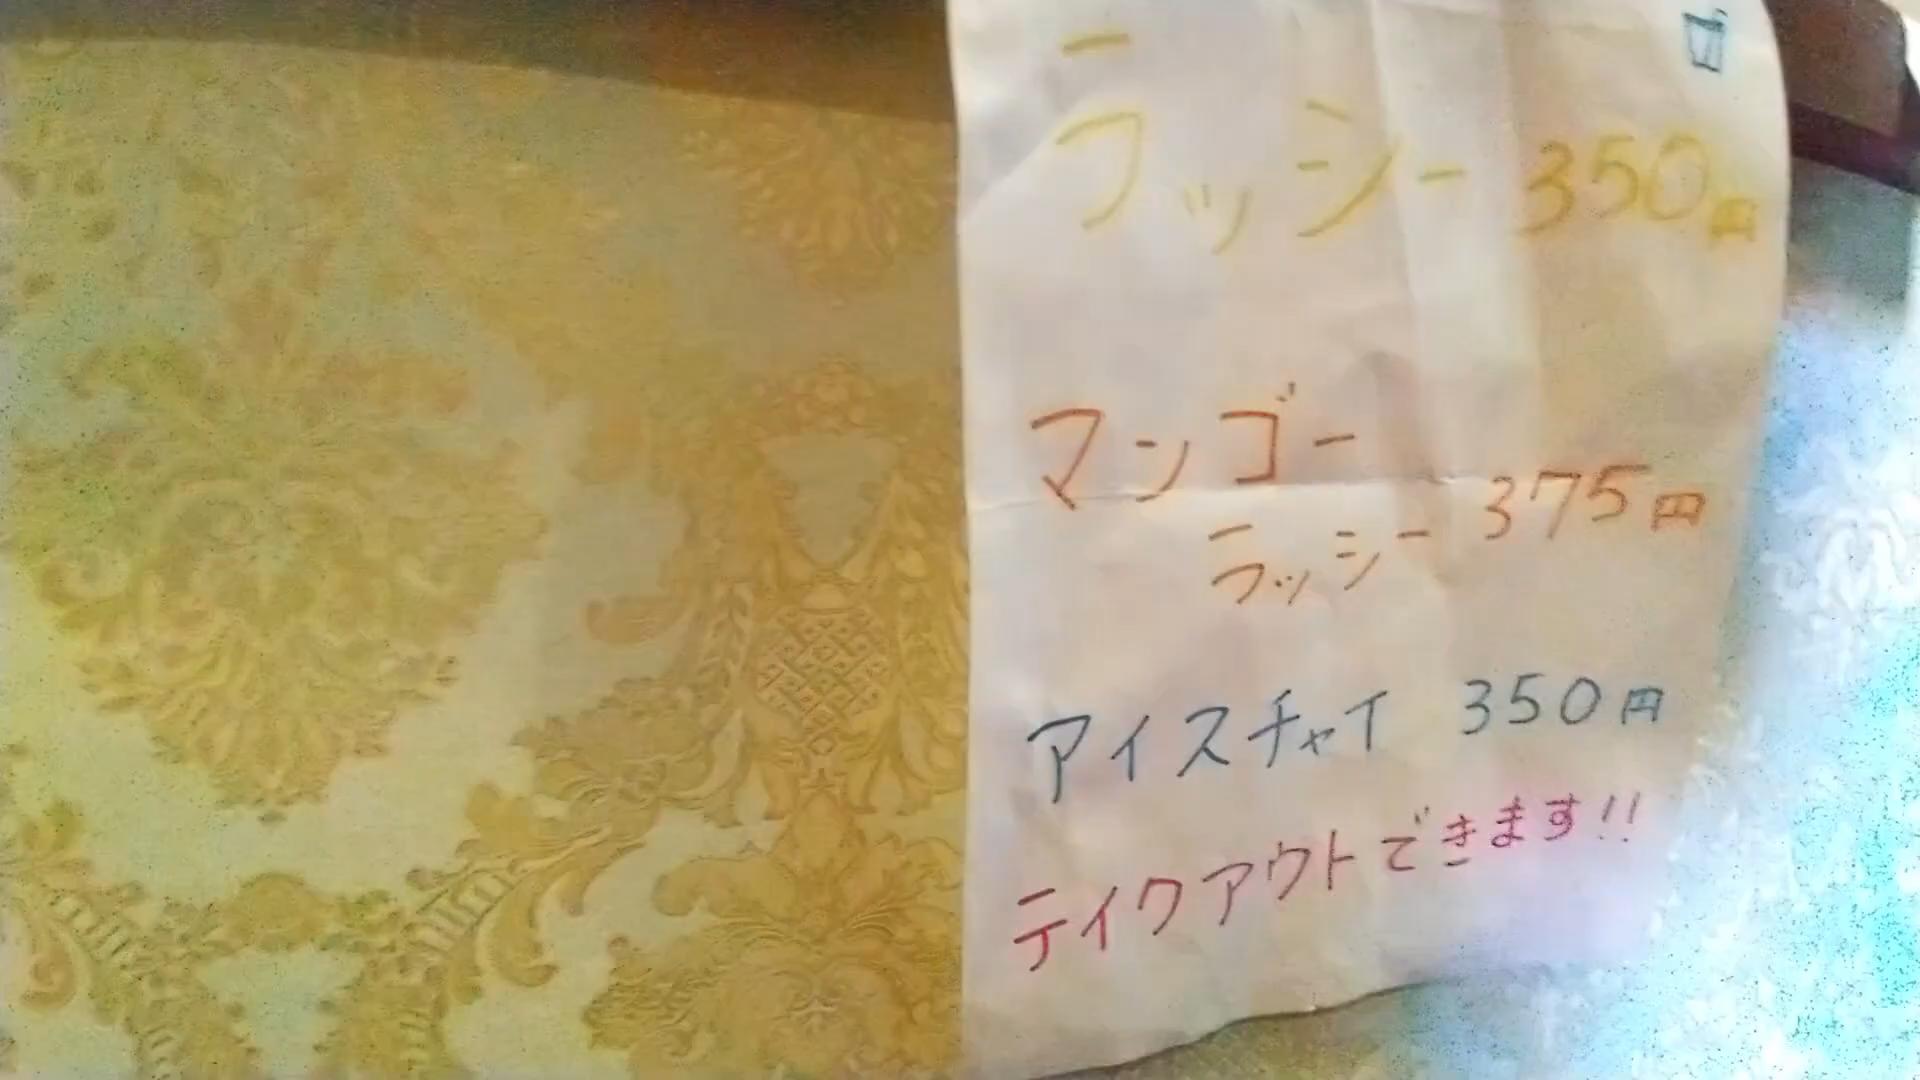 ラッシー 350円
マンゴー
ラッシー 375円
アイスチャイ 350円
テイクアウトできます!!